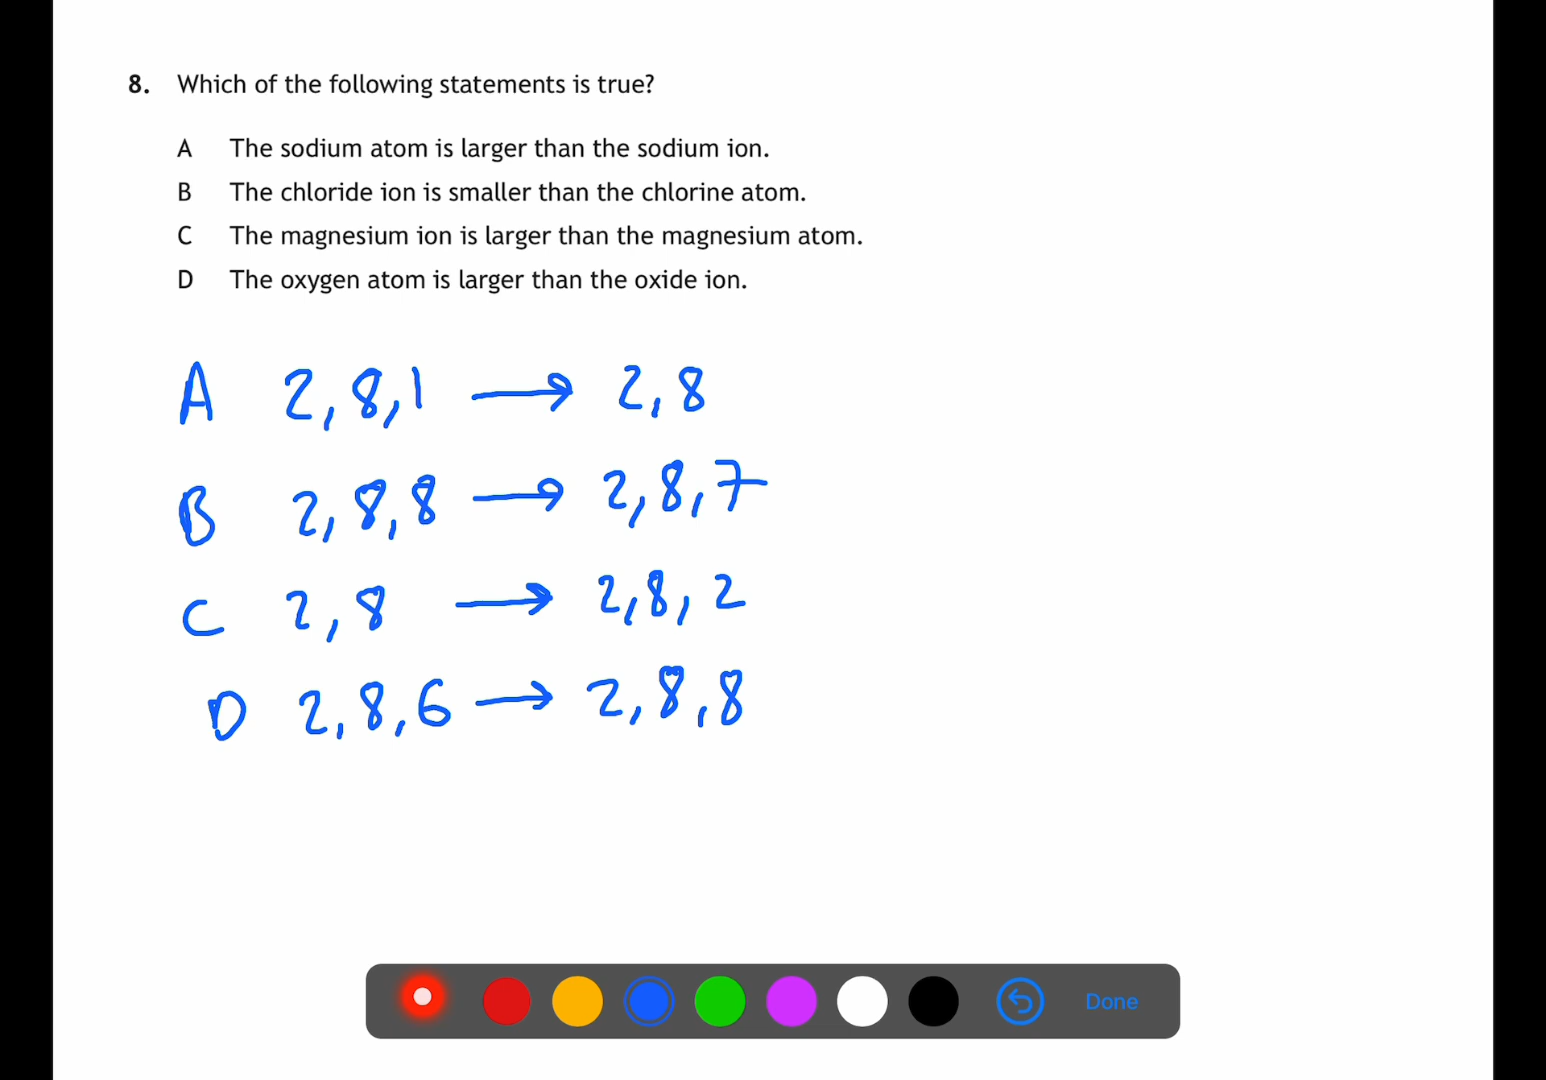 8. Which of the following statements is true?
A The sodium atom is larger than the sodium ion.
B The chloride ion is smaller than the chlorine atom.
C The magnesium ion is larger than the magnesium atom.
D The oxygen atom is larger than the oxide ion.
A 2,8,1 → 2,8
B 2,8,8 → 2,8,7
C 2,8 → 2,8,2
D 2,8,6 → 2,8,8
Done